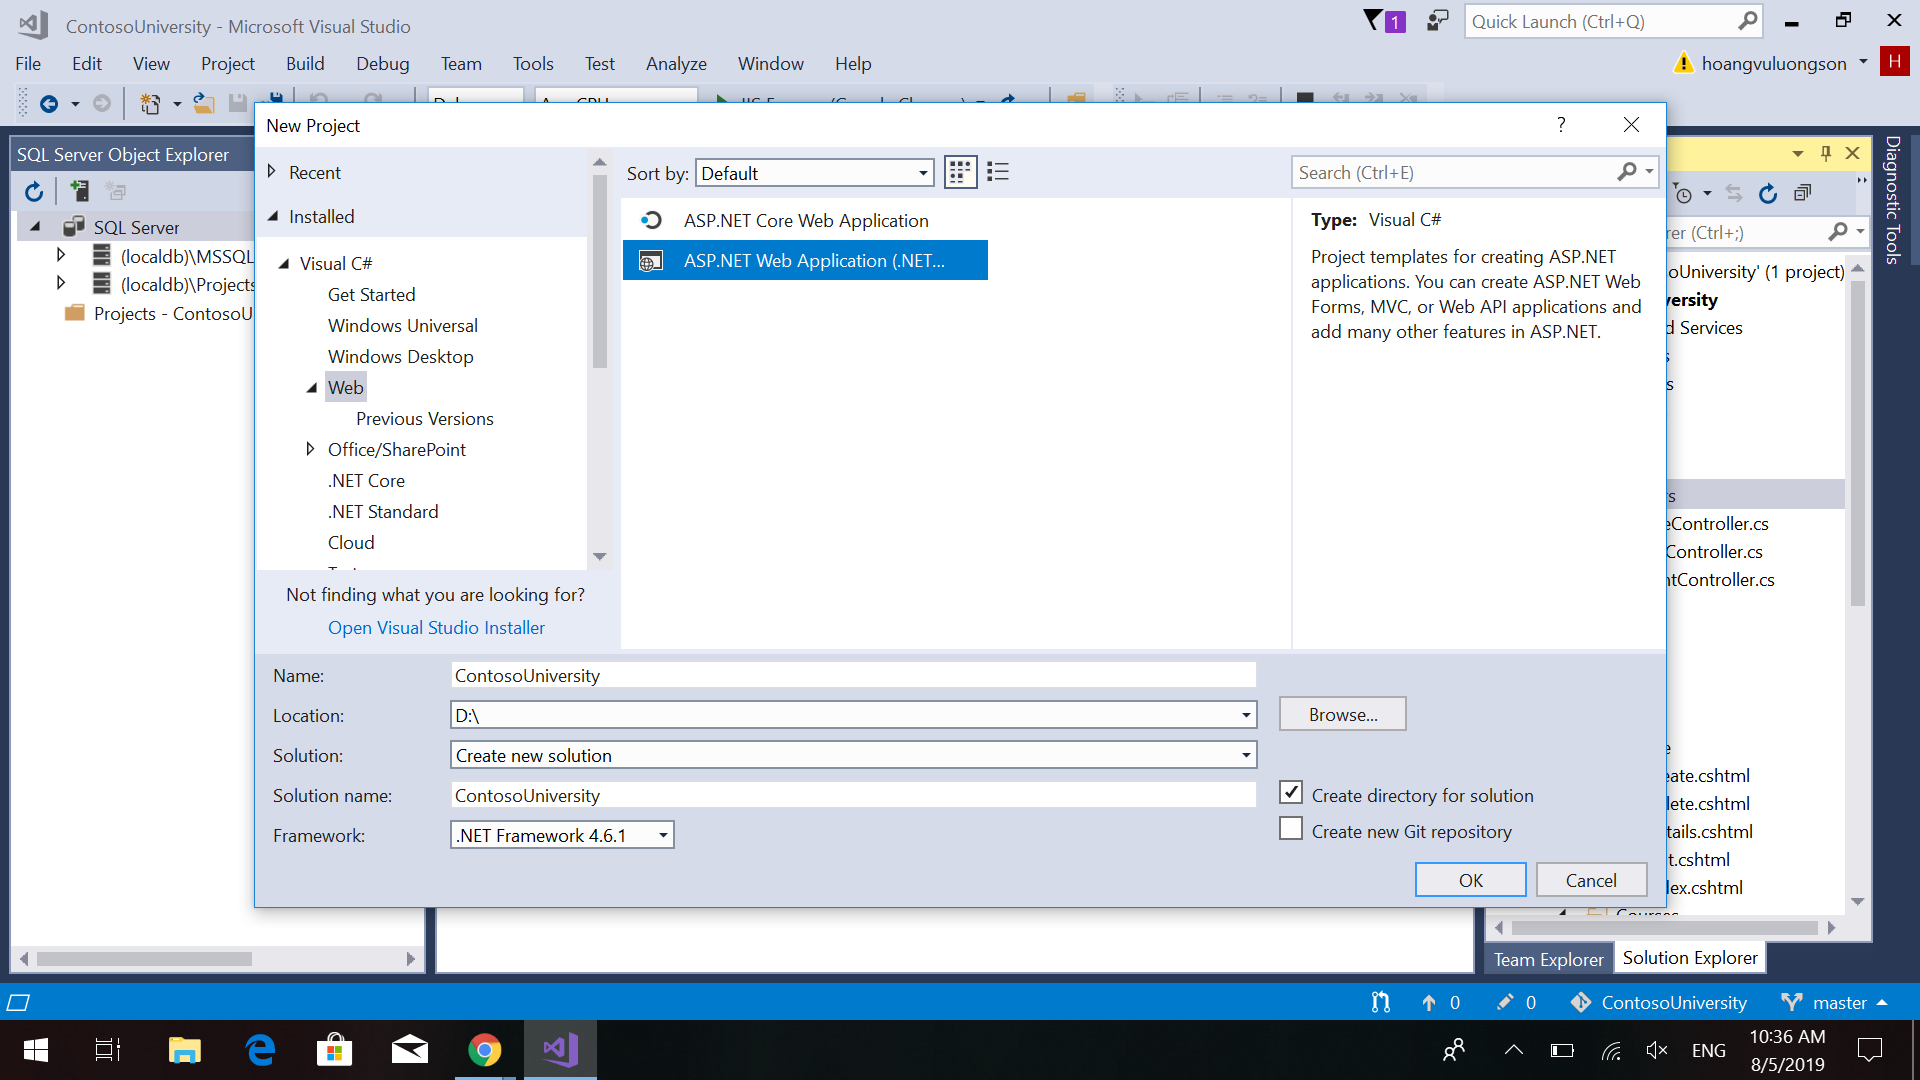 ContosoUniversity - Microsoft Visual Studio
1
Quick Launch (Ctrl+Q)
File Edit View Project Build Debug Team Tools Test Analyze Window Help
hoangvuluongson
H
New Project
?
SQL Server Object Explorer
SQL Server
(localdb)\MSSQL
(localdb)\Projects
Projects - ContosoU
Recent
Installed
Visual C#
Get Started
Windows Universal
Windows Desktop
Web
Previous Versions
Office/SharePoint
.NET Core
.NET Standard
Cloud
Not finding what you are looking for?
Open Visual Studio Installer
Sort by: Default
Search (Ctrl+E)
ASP.NET Core Web Application
ASP.NET Web Application (.NET...
Type: Visual C#
Project templates for creating ASP.NET
applications. You can create ASP.NET Web
Forms, MVC, or Web API applications and
add many other features in ASP.NET.
Name: ContosoUniversity
Location: D:\
Browse...
Solution: Create new solution
Solution name: ContosoUniversity
Create directory for solution
Framework: .NET Framework 4.6.1
Create new Git repository
OK
Cancel
Diagnostic Tools
rer (Ctrl+;)
oUniversity' (1 project)
versity
d Services
s
s
rs
eController.cs
Controller.cs
ntController.cs
e
eate.cshtml
lete.cshtml
tails.cshtml
t.cshtml
lex.cshtml
Courses
Team Explorer
Solution Explorer
0
0
ContosoUniversity
master
ENG
10:36 AM
8/5/2019